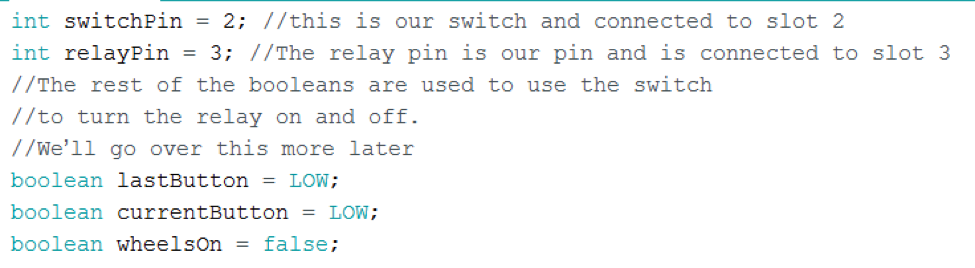 int switchPin = 2; //this is our switch and connected to slot 2
int relayPin = 3; //The relay pin is our pin and is connected to slot 3
//The rest of the booleans are used to use the switch
//to turn the relay on and off.
//We’ll go over this more later
boolean lastButton = LOW;
boolean currentButton = LOW;
boolean wheelsOn = false;